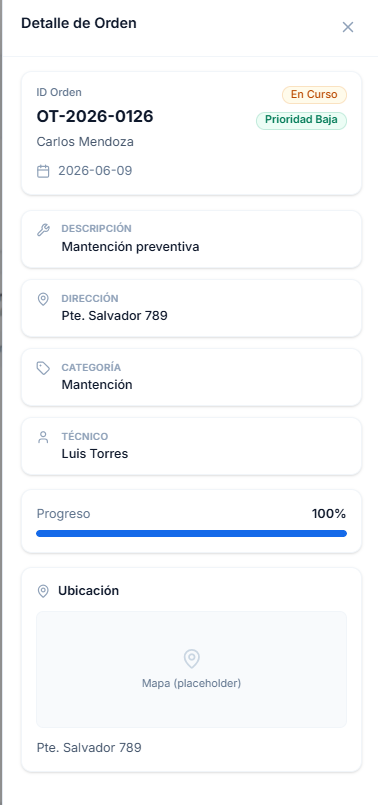 Detalle de Orden
ID Orden
En Curso
OT-2026-0126
Prioridad Baja
Carlos Mendoza
2026-06-09
DESCRIPCIÓN
Mantención preventiva
DIRECCIÓN
Pte. Salvador 789
CATEGORÍA
Mantención
TÉCNICO
Luis Torres
Progreso 100%
Ubicación
Mapa (placeholder)
Pte. Salvador 789